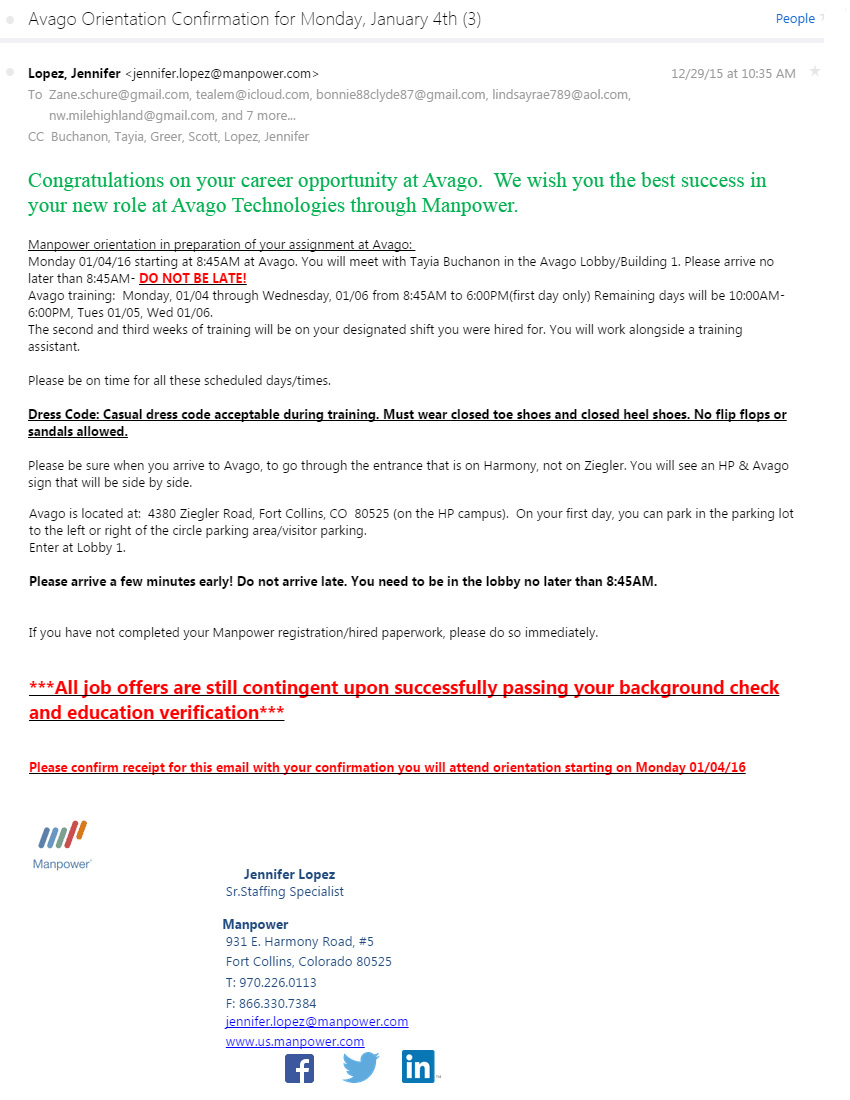 Avago Orientation Confirmation for Monday, January 4th (3)
People
Lopez, Jennifer <jennifer.lopez@manpower.com>
12/29/15 at 10:35 AM
To Zane.schure@gmail.com, tealem@icloud.com, bonnie88clyde87@gmail.com, lindsayrae789@aol.com,
nw.milehighland@gmail.com, and 7 more...
CC Buchanon, Tayia, Greer, Scott, Lopez, Jennifer
Congratulations on your career opportunity at Avago. We wish you the best success in
your new role at Avago Technologies through Manpower.
Manpower orientation in preparation of your assignment at Avago:
Monday 01/04/16 starting at 8:45AM at Avago. You will meet with Tayia Buchanon in the Avago Lobby/Building 1. Please arrive no
later than 8:45AM- DO NOT BE LATE!
Avago training: Monday, 01/04 through Wednesday, 01/06 from 8:45AM to 6:00PM(first day only) Remaining days will be 10:00AM-
6:00PM, Tues 01/05, Wed 01/06.
The second and third weeks of training will be on your designated shift you were hired for. You will work alongside a training
assistant.
Please be on time for all these scheduled days/times.
Dress Code: Casual dress code acceptable during training. Must wear closed toe shoes and closed heel shoes. No flip flops or
sandals allowed.
Please be sure when you arrive to Avago, to go through the entrance that is on Harmony, not on Ziegler. You will see an HP & Avago
sign that will be side by side.
Avago is located at: 4380 Ziegler Road, Fort Collins, CO 80525 (on the HP campus). On your first day, you can park in the parking lot
to the left or right of the circle parking area/visitor parking.
Enter at Lobby 1.
Please arrive a few minutes early! Do not arrive late. You need to be in the lobby no later than 8:45AM.
If you have not completed your Manpower registration/hired paperwork, please do so immediately.
***All job offers are still contingent upon successfully passing your background check
and education verification***
Please confirm receipt for this email with your confirmation you will attend orientation starting on Monday 01/04/16
Manpower
Jennifer Lopez
Sr.Staffing Specialist
Manpower
931 E. Harmony Road, #5
Fort Collins, Colorado 80525
T: 970.226.0113
F: 866.330.7384
jennifer.lopez@manpower.com
www.us.manpower.com
f
in